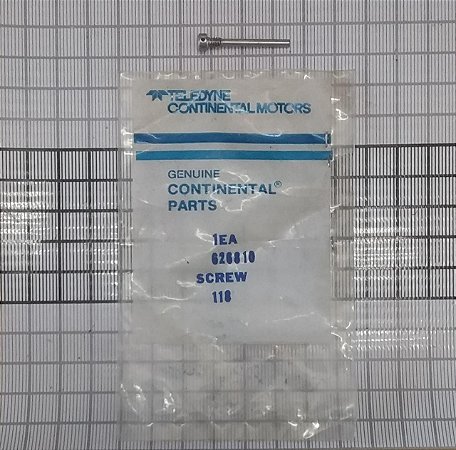 TELEDYNE
CONTINENTAL MOTORS
GENUINE
CONTINENTAL®
PARTS
1EA
626810
SCREW
118